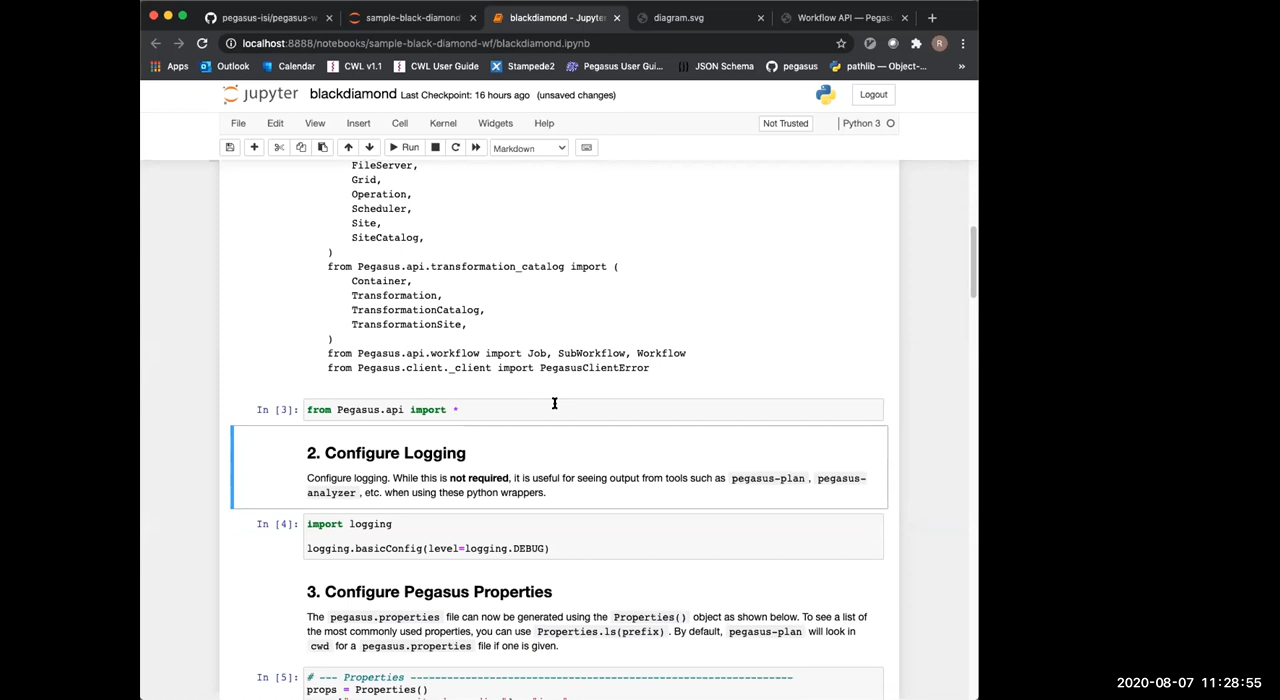 pegasus-isi/pegasus-w
sample-black-diamond
blackdiamond - Jupyter
diagram.svg
Workflow API — Pegas
localhost:8888/notebooks/sample-black-diamond-wf/blackdiamond.ipynb
R
Apps
Outlook
Calendar
CWL v1.1
CWL User Guide
Stampede2
Pegasus User Gui...
JSON Schema
pegasus
pathlib — Object-...
»
jupyter
blackdiamond Last Checkpoint: 16 hours ago (unsaved changes)
Logout
File Edit View Insert Cell Kernel Widgets Help
Not Trusted
Python 3
Run
Markdown
FileServer,
Grid,
Operation,
Scheduler,
Site,
SiteCatalog,
)
from Pegasus.api.transformation_catalog import (
Container,
Transformation,
TransformationCatalog,
TransformationSite,
)
from Pegasus.api.workflow import Job, SubWorkflow, Workflow
from Pegasus.client._client import PegasusClientError
In [3]: from Pegasus.api import *
2. Configure Logging
Configure logging. While this is not required, it is useful for seeing output from tools such as pegasus-plan , pegasus-
analyzer , etc. when using these python wrappers.
In [4]: import logging
logging.basicConfig(level=logging.DEBUG)
3. Configure Pegasus Properties
The pegasus.properties file can now be generated using the Properties() object as shown below. To see a list of
the most commonly used properties, you can use Properties.ls(prefix) . By default, pegasus-plan will look in
cwd for a pegasus.properties file if one is given.
In [5]: # --- Properties ---------------------------------------------------------------
props = Properties()
2020-08-07 11:28:55